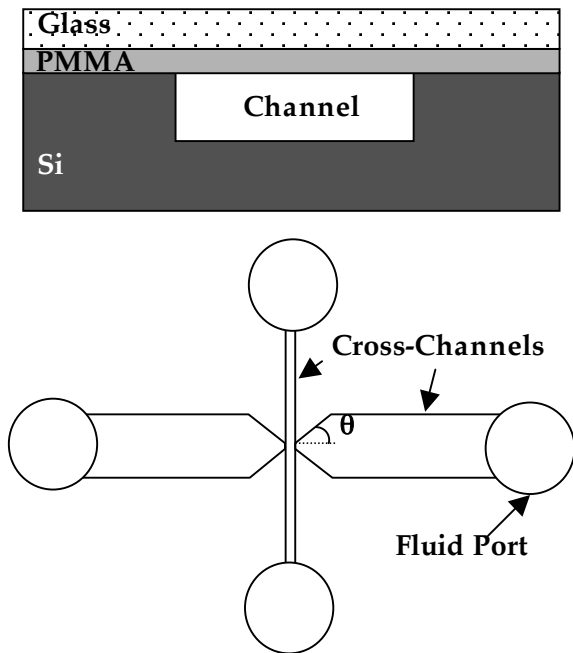 Glass
PMMA
Channel
Si
Cross-Channels
θ
Fluid Port